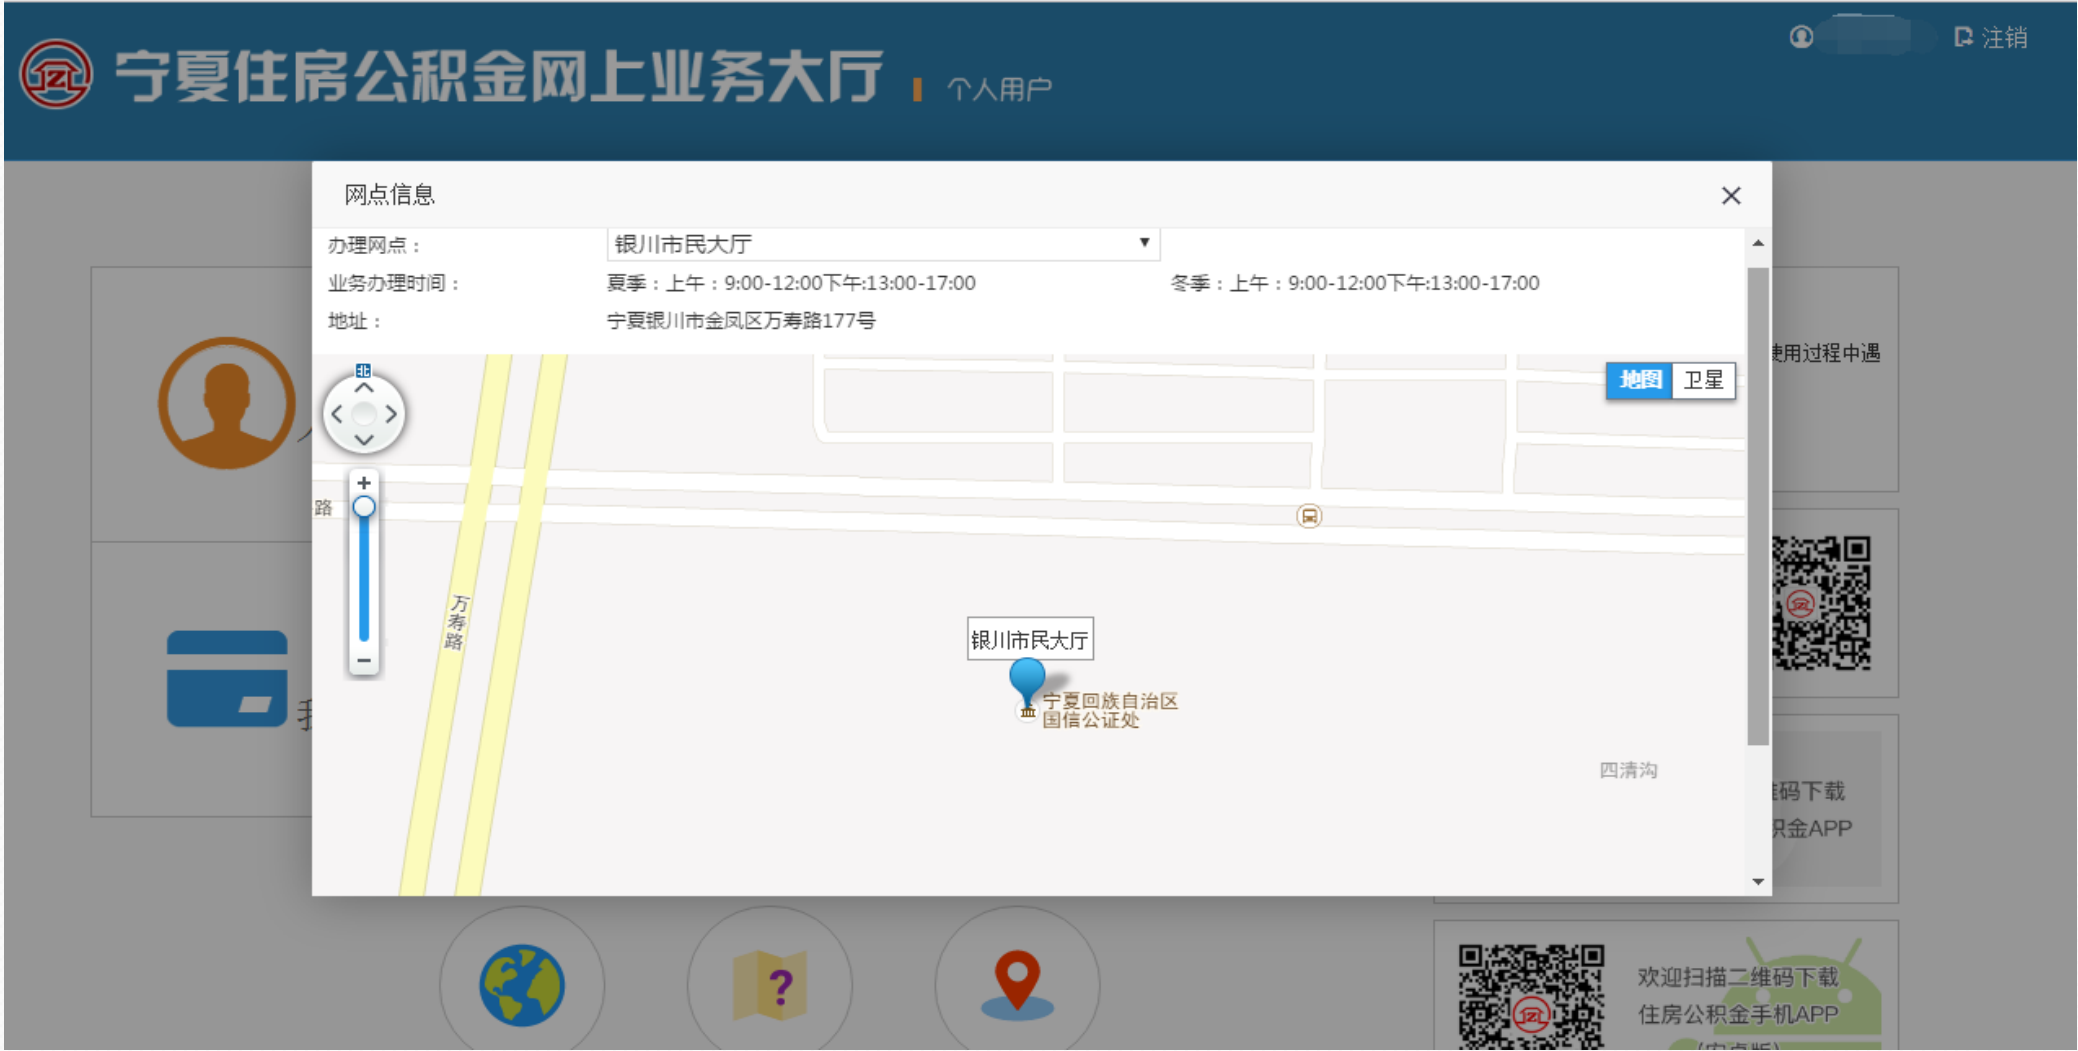 宁夏住房公积金网上业务大厅 个人用户
注销
网点信息
办理网点：
银川市民大厅
业务办理时间：
夏季：上午：9:00-12:00下午:13:00-17:00
冬季：上午：9:00-12:00下午:13:00-17:00
地址：
宁夏银川市金凤区万寿路177号
使用过程中遇
北
地图
卫星
路
万寿路
银川市民大厅
宁夏回族自治区
国信公证处
四清沟
我
维码下载
积金APP
欢迎扫描二维码下载
住房公积金手机APP
(安卓版)